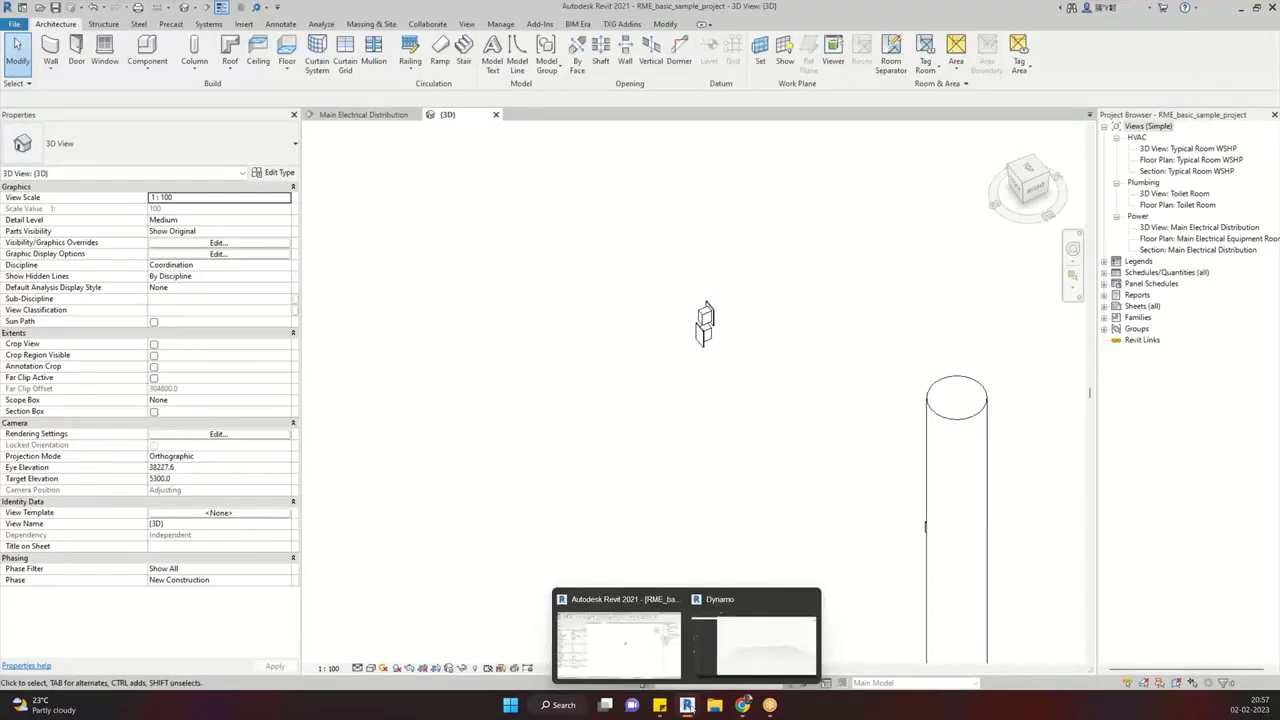 Autodesk Revit 2021 - RME_basic_sample_project - 3D View: {3D}
File Architecture Structure Steel Precast Systems Insert Annotate Analyze Massing & Site Collaborate View Manage Add-Ins BIM Era TXG Addins Modify
Modify Wall Door Window Component Column Roof Ceiling Floor Curtain System Curtain Grid Mullion Railing Ramp Stair Model Text Model Line Model Group By Face Shaft Wall Vertical Dormer Level Grid Set Show Ref Plane Viewer Room Room Separator Tag Room Area Area Boundary Tag Area
Select Build Circulation Model Opening Datum Work Plane Room & Area
Properties
Main Electrical Distribution
{3D}
Project Browser - RME_basic_sample_project
3D View
3D View: {3D}
Edit Type
Graphics
View Scale 1 : 100
Scale Value 1: 100
Detail Level Medium
Parts Visibility Show Original
Visibility/Graphics Overrides Edit...
Graphic Display Options Edit...
Discipline Coordination
Show Hidden Lines By Discipline
Default Analysis Display Style None
Sub-Discipline
View Classification
Sun Path
Extents
Crop View
Crop Region Visible
Annotation Crop
Far Clip Active
Far Clip Offset 304800.0
Scope Box None
Section Box
Camera
Rendering Settings Edit...
Locked Orientation
Projection Mode Orthographic
Eye Elevation 38227.6
Target Elevation 5300.0
Camera Position Adjusting
Identity Data
View Template <None>
View Name {3D}
Dependency Independent
Title on Sheet
Phasing
Phase Filter Show All
Phase New Construction
Properties help
Apply
TOP
RIGHT
Views (Simple)
HVAC
3D View: Typical Room WSHP
Floor Plan: Typical Room WSHP
Section: Typical Room WSHP
Plumbing
3D View: Toilet Room
Floor Plan: Toilet Room
Power
3D View: Main Electrical Distribution
Floor Plan: Main Electrical Equipment Roor
Section: Main Electrical Distribution
Legends
Schedules/Quantities (all)
Panel Schedules
Reports
Sheets (all)
Families
Groups
Revit Links
Autodesk Revit 2021 - [RME_ba...
Dynamo
1 : 100
Click to select, TAB for alternates, CTRL adds, SHIFT unselects.
Main Model
:0
23°C
Partly cloudy
Search
20:57
02-02-2023